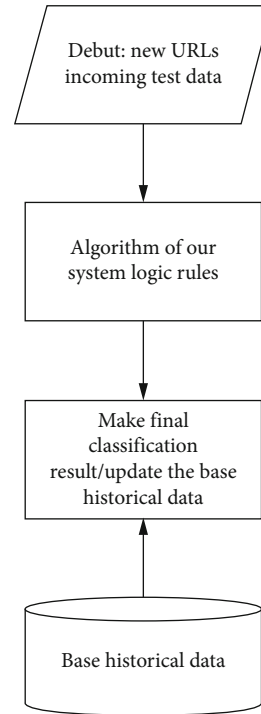 Debut: new URLs
incoming test data
Algorithm of our
system logic rules
Make final
classification
result/update the base
historical data
Base historical data